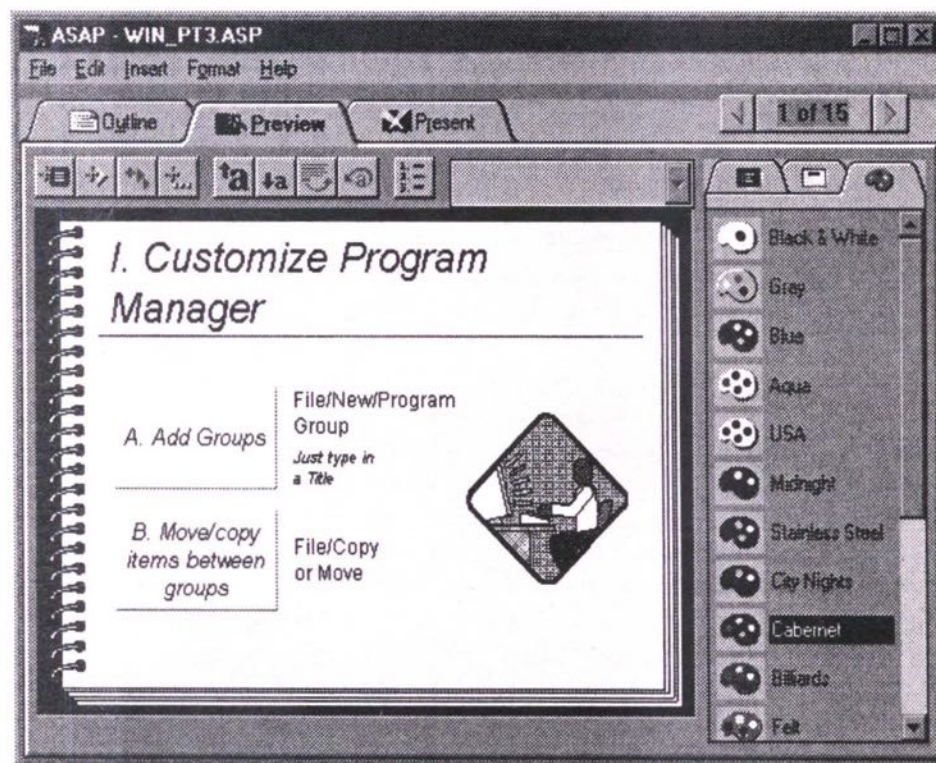 ASAP - WIN_PT3.ASP
File Edit Insert Format Help
Outline Preview Present 1 of 15
I. Customize Program
Manager
A. Add Groups
File/New/Program
Group
Just type in
a Title
B. Move/copy
items between
groups
File/Copy
or Move
Black & White
Gray
Blue
Aqua
USA
Midnight
Stainless Steel
City Nights
Cabernet
Billiards
Felt